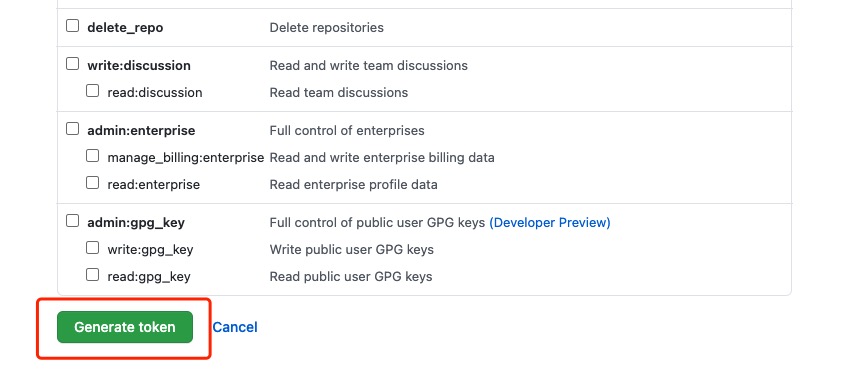 delete_repo Delete repositories
write:discussion Read and write team discussions
read:discussion Read team discussions
admin:enterprise Full control of enterprises
manage_billing:enterprise Read and write enterprise billing data
read:enterprise Read enterprise profile data
admin:gpg_key Full control of public user GPG keys (Developer Preview)
write:gpg_key Write public user GPG keys
read:gpg_key Read public user GPG keys
Generate token Cancel